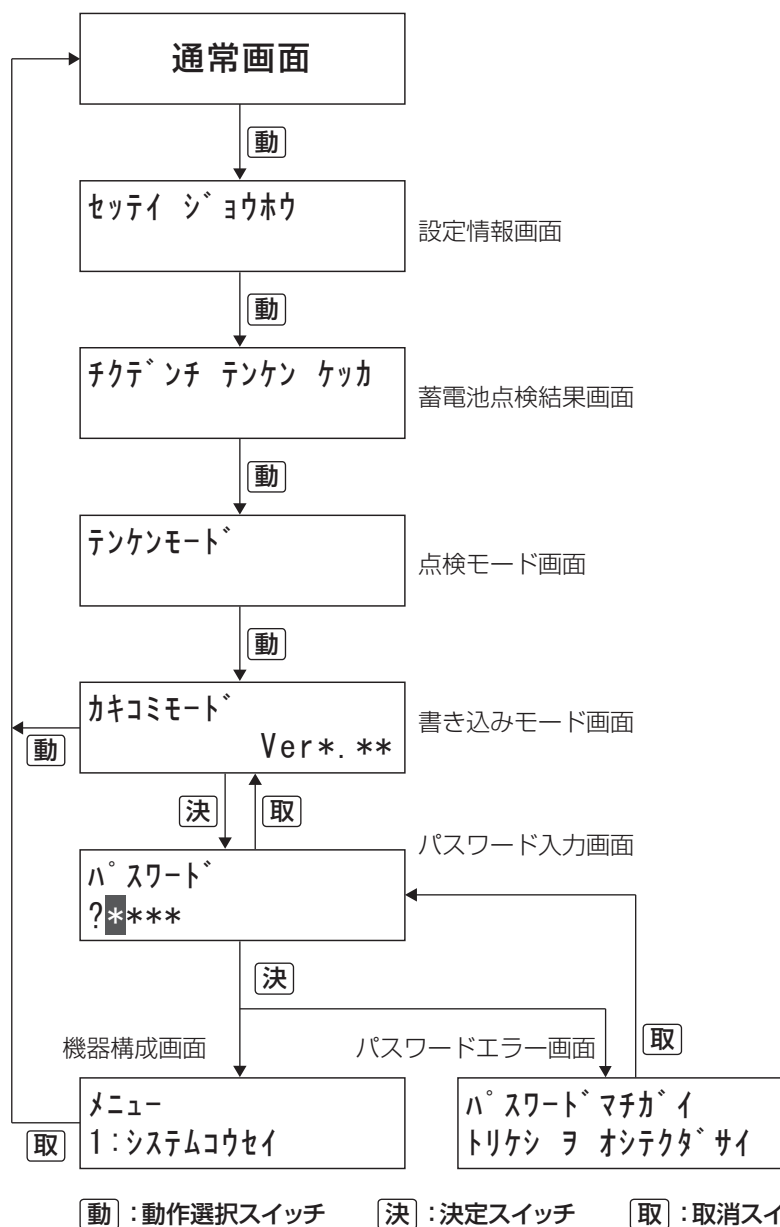 通常画面
動
セッテイ ジョウホウ
設定情報画面
動
チクデンチ テンケン ケッカ
蓄電池点検結果画面
動
テンケンモード
点検モード画面
動
カキコミモード
Ver*.**
書き込みモード画面
動
決 取
パスワード入力画面
パスワード
?****
決
機器構成画面 パスワードエラー画面 取
メニュー
1:システムコウセイ
パスワードマチガイ
トリケシ ヲ オシテクダサイ
取
動:動作選択スイッチ 決:決定スイッチ 取:取消スイ